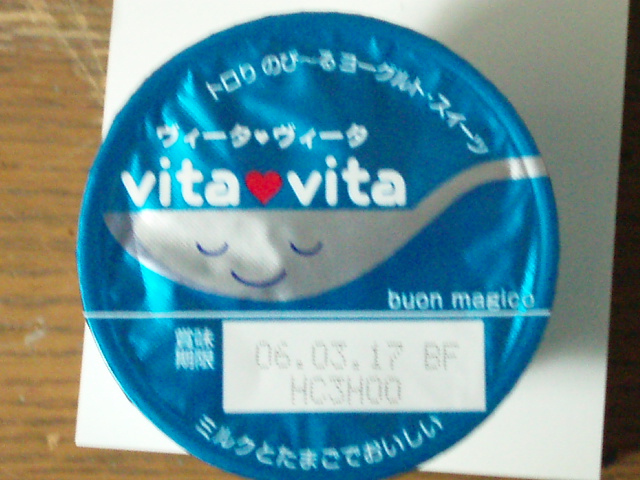 トロり のび～る ヨーグルト・スイーツ
ヴィータ♥ヴィータ
vita♥vita
buon magico
賞味
期限
06.03.17 BF
HC3H00
ミルクとたまごでおいしい